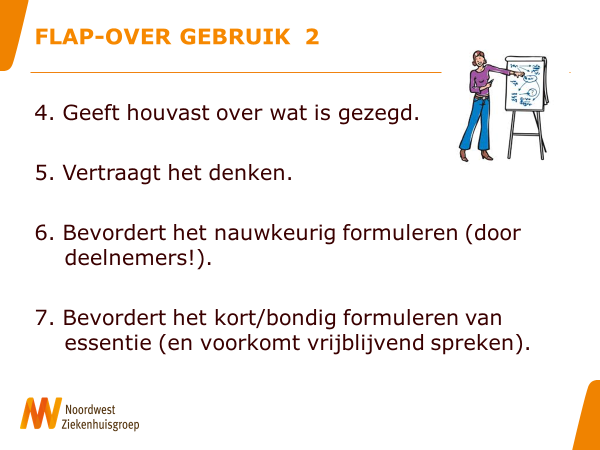 FLAP-OVER GEBRUIK 2
4. Geeft houvast over wat is gezegd.
5. Vertraagt het denken.
6. Bevordert het nauwkeurig formuleren (door
deelnemers!).
7. Bevordert het kort/bondig formuleren van
essentie (en voorkomt vrijblijvend spreken).
Noordwest
Ziekenhuisgroep